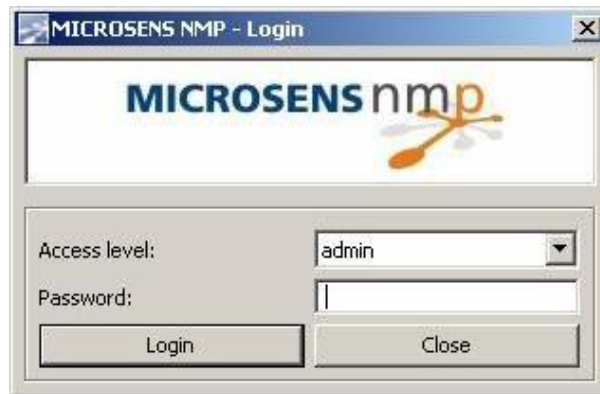 MICROSENS NMP - Login
MICROSENS nmp
Access level: admin
Password:
Login Close